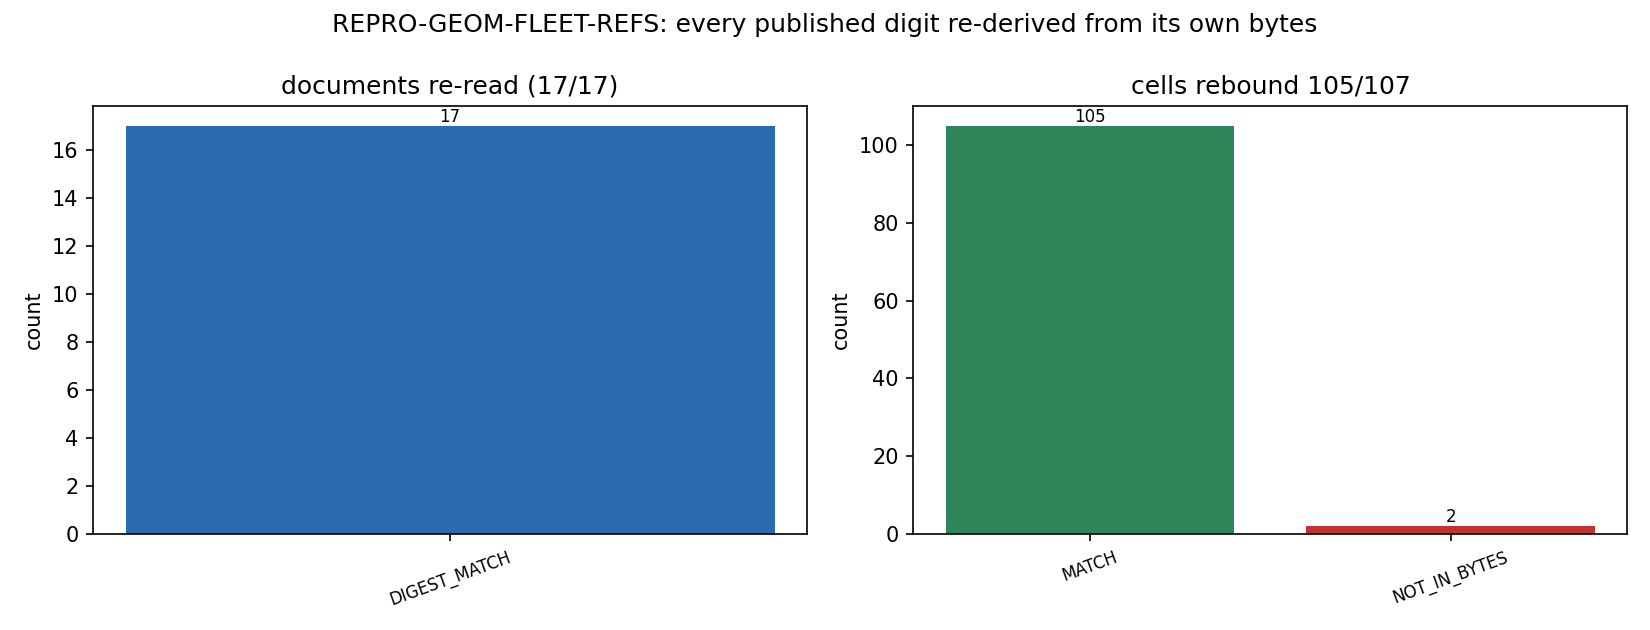 REPRO-GEOM-FLEET-REFS: every published digit re-derived from its own bytes
documents re-read (17/17)
17
16
14
12
10
8
6
4
2
0
count
DIGEST_MATCH
cells rebound 105/107
105
100
80
60
40
20
0
count
2
MATCH
NOT_IN_BYTES